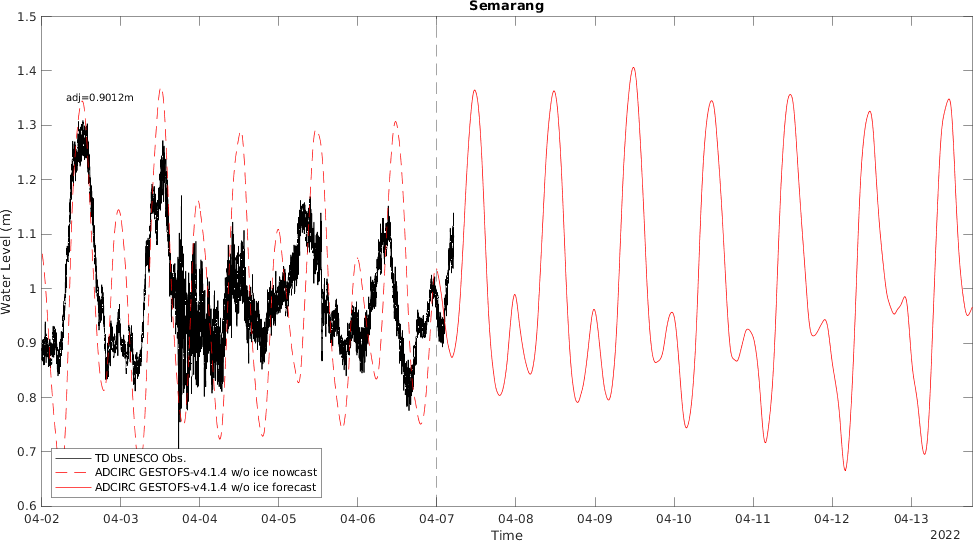 Semarang
1.5
1.4
adj=0.9012m
1.3
1.2
1.1
1
0.9
0.8
0.7
0.6
Water Level (m)
TD UNESCO Obs.
ADCIRC GESTOFS-v4.1.4 w/o ice nowcast
ADCIRC GESTOFS-v4.1.4 w/o ice forecast
04-02 04-03 04-04 04-05 04-06 04-07 04-08 04-09 04-10 04-11 04-12 04-13
Time
2022